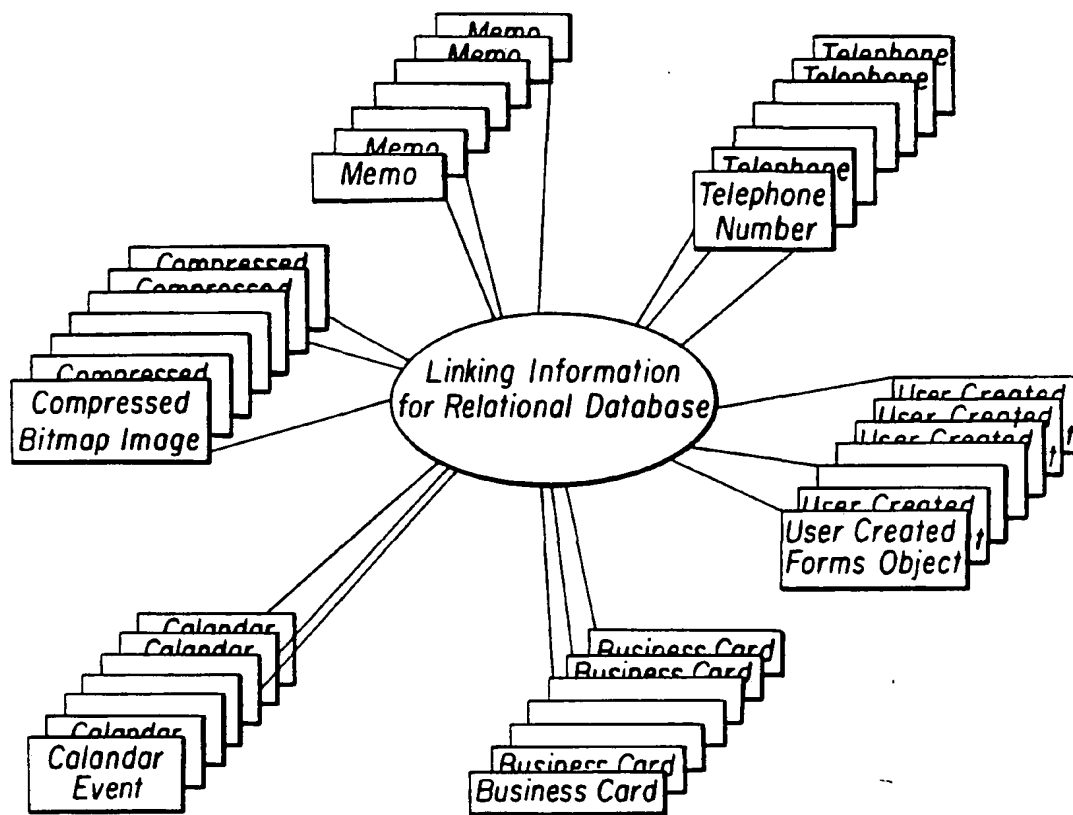 Memo
Memo
Memo
Memo
Telephone
Telephone
Telephone
Telephone
Number
Compressed
Compressed
Compressed
Compressed
Bitmap Image
Linking Information
for Relational Database
User Created
User Created
User Created
t
t
User Created
t
User Created
Forms Object
Calandar
Calandar
Calandar
Calandar
Event
Business Card
Business Card
Business Card
Business Card